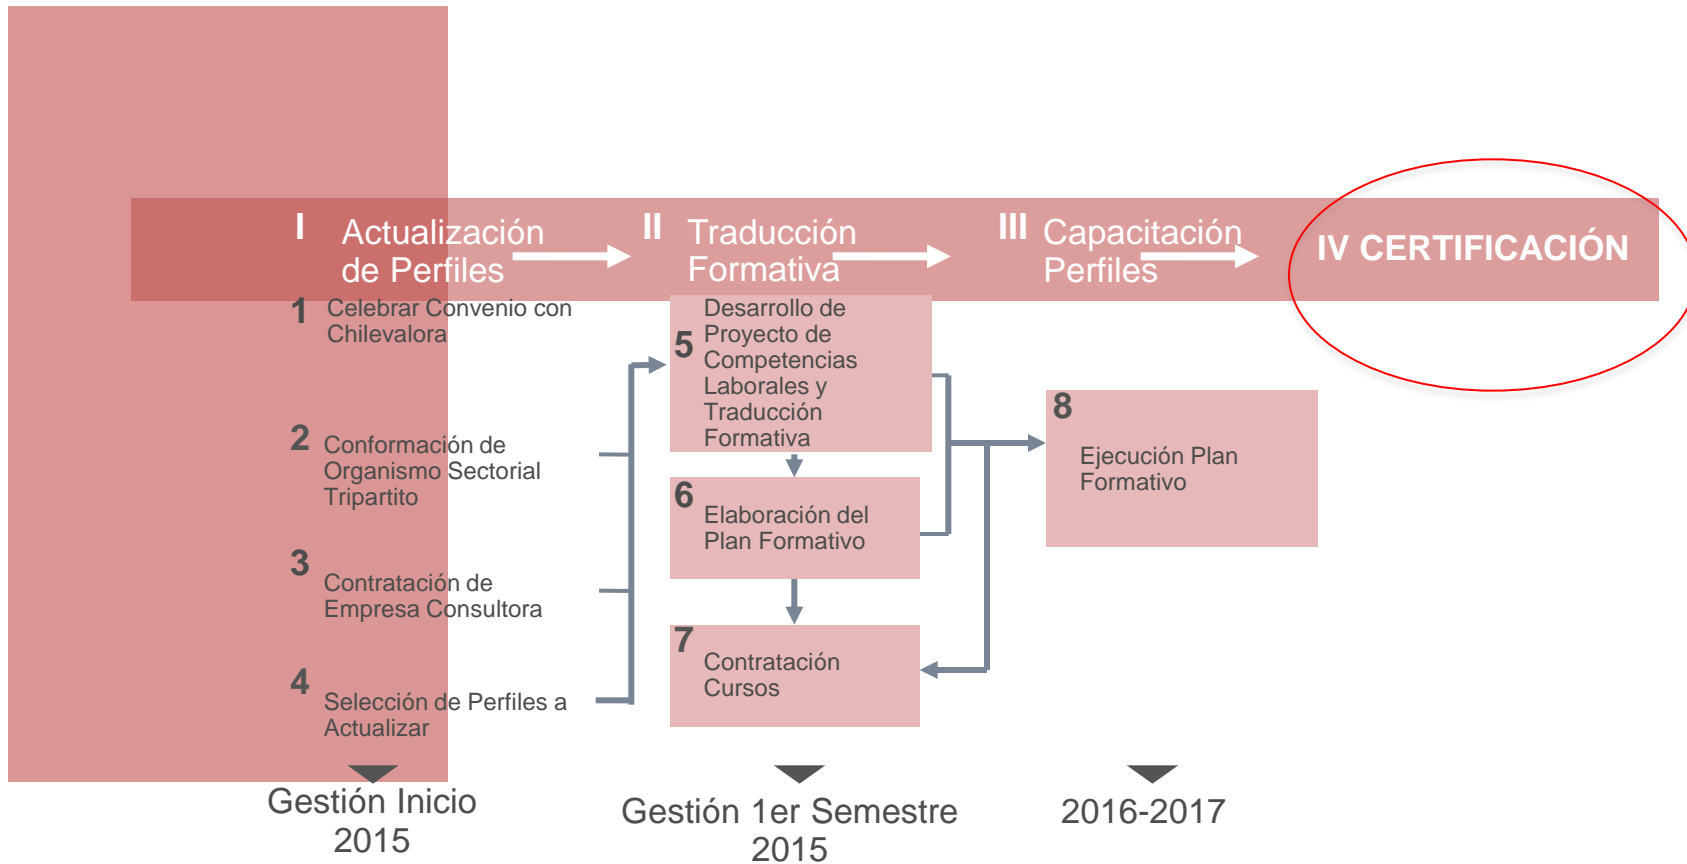 I
Actualización
de Perfiles
II
Traducción
Formativa
III
Capacitación
Perfiles
IV CERTIFICACIÓN
1
Celebrar Convenio con
Chilevalora
2
Conformación de
Organismo Sectorial
Tripartito
3
Contratación de
Empresa Consultora
4
Selección de Perfiles a
Actualizar
5
Desarrollo de
Proyecto de
Competencias
Laborales y
Traducción
Formativa
6
Elaboración del
Plan Formativo
7
Contratación
Cursos
8
Ejecución Plan
Formativo
Gestión Inicio
2015
Gestión 1er Semestre
2015
2016-2017